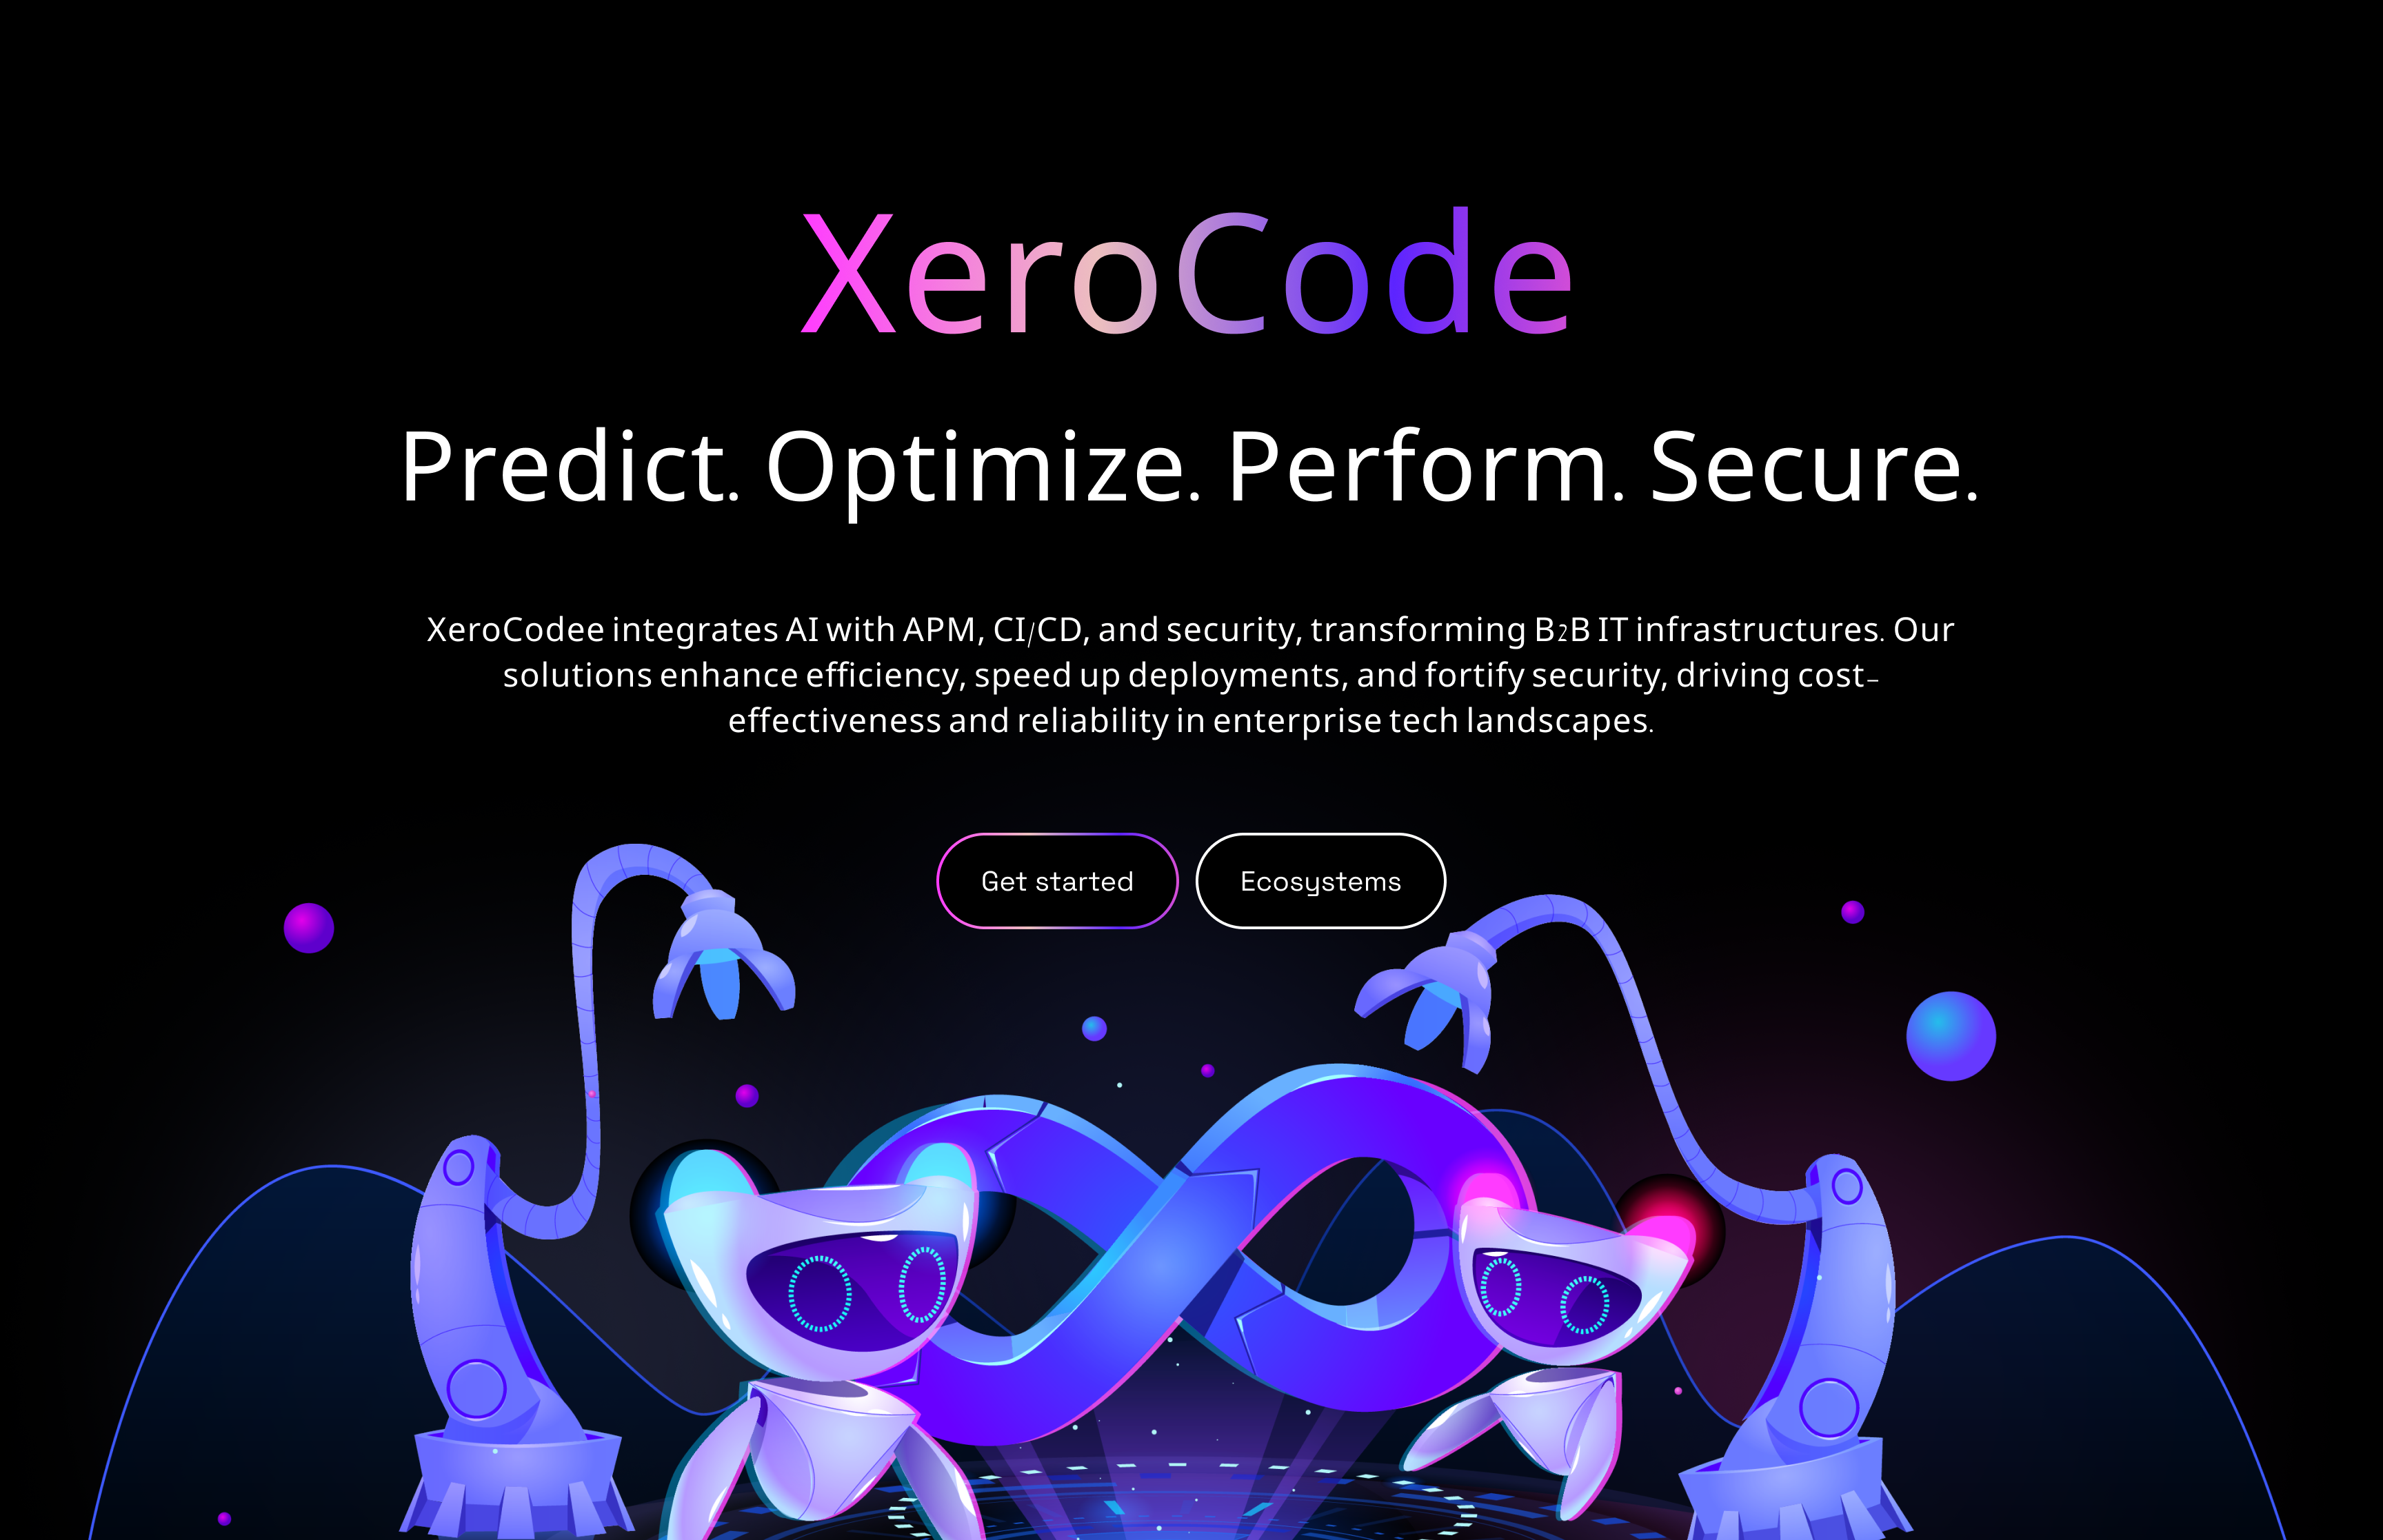 XeroCode
Predict. Optimize. Perform. Secure.
XeroCodee integrates AI with APM, CI/CD, and security, transforming B2B IT infrastructures. Our
solutions enhance efficiency, speed up deployments, and fortify security, driving cost-
effectiveness and reliability in enterprise tech landscapes.
Get started
Ecosystems